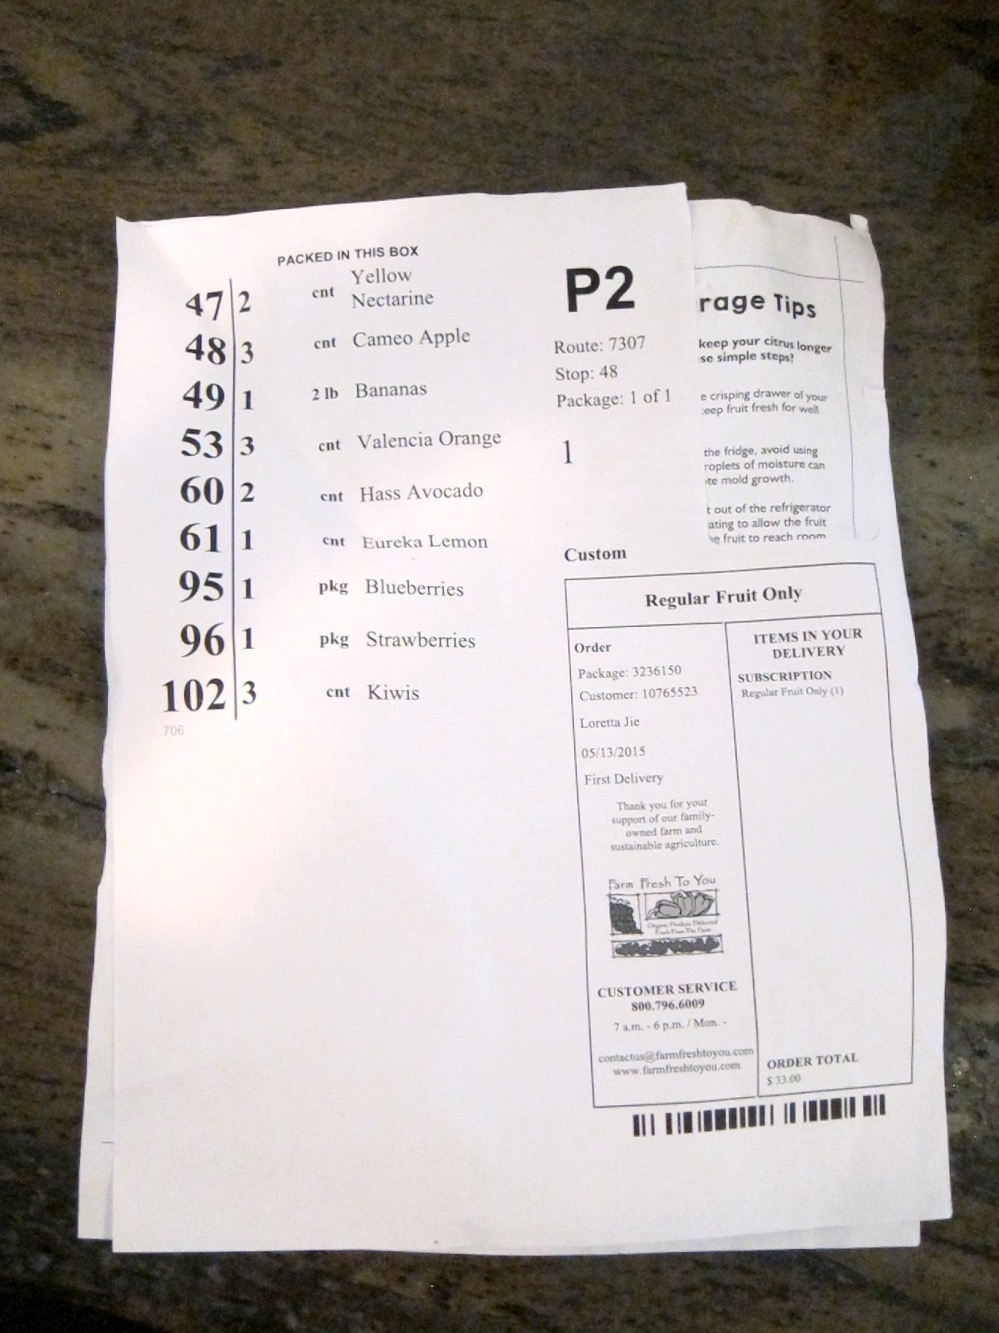 PACKED IN THIS BOX
47 2 cnt Yellow Nectarine
48 3 cnt Cameo Apple
49 1 2 lb Bananas
53 3 cnt Valencia Orange
60 2 cnt Hass Avocado
61 1 cnt Eureka Lemon
95 1 pkg Blueberries
96 1 pkg Strawberries
102 3 cnt Kiwis
706
P2
Route: 7307
Stop: 48
Package: 1 of 1
1
Custom
Regular Fruit Only
Order
Package: 3236150
Customer: 10765523
Loretta Jie
05/13/2015
First Delivery
Thank you for your
support of our family-
owned farm and
sustainable agriculture.
Farm Fresh To You
Organic Produce Delivered
Fresh From The Farm
CUSTOMER SERVICE
800.796.6009
7 a.m. - 6 p.m. / Mon. -
contactus@farmfreshtoyou.com
www.farmfreshtoyou.com
ITEMS IN YOUR
DELIVERY
SUBSCRIPTION
Regular Fruit Only (1)
ORDER TOTAL
$ 33.00
rage Tips
keep your citrus longer
se simple steps!
e crisping drawer of your
keep fruit fresh for well
the fridge, avoid using
roplets of moisture can
te mold growth.
t out of the refrigerator
ating to allow the fruit
e fruit to reach room